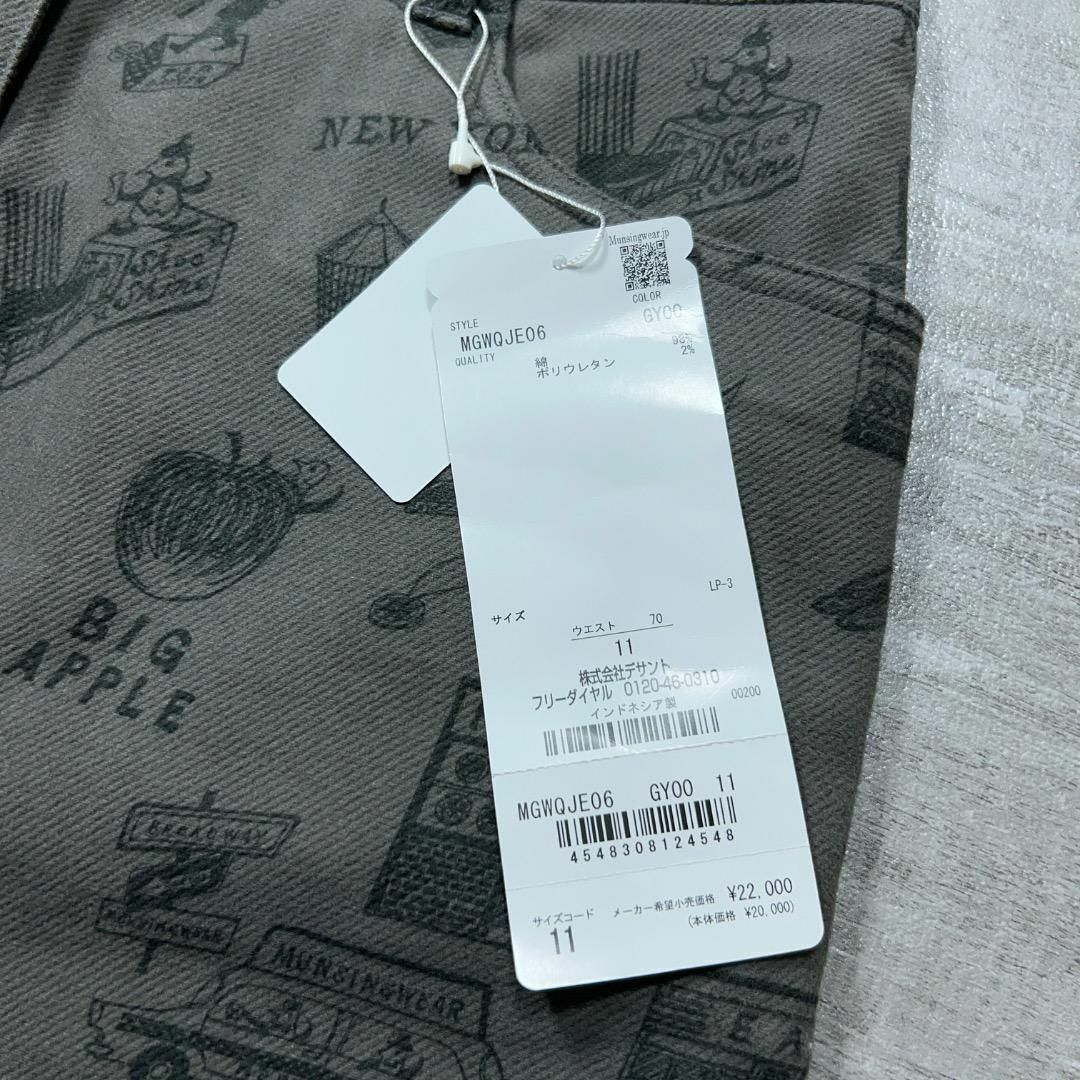 NEW YOR
Shoe
Shine
Shoe
Shine
BIG
APPLE
BROADWAY
MUNSINGWEAR
Munsingwear.jp
STYLE
COLOR
MGWQJE06
GY00
QUALITY
綿 98%
ポリウレタン 2%
LP-3
サイズ
ウエスト 70
11
株式会社デサント
フリーダイヤル 0120-46-0310
インドネシア製
00200
MGWQJE06 GY00 11
4548308124548
サイズコード メーカー希望小売価格 ¥22,000
11 (本体価格 ¥20,000)